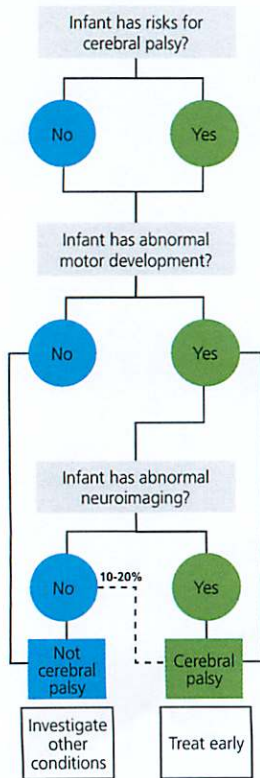 Infant has risks for
cerebral palsy?
No
Yes
Infant has abnormal
motor development?
No
Yes
Infant has abnormal
neuroimaging?
No
10-20%
Yes
Not
cerebral
palsy
Cerebral
palsy
Investigate
other
conditions
Treat early